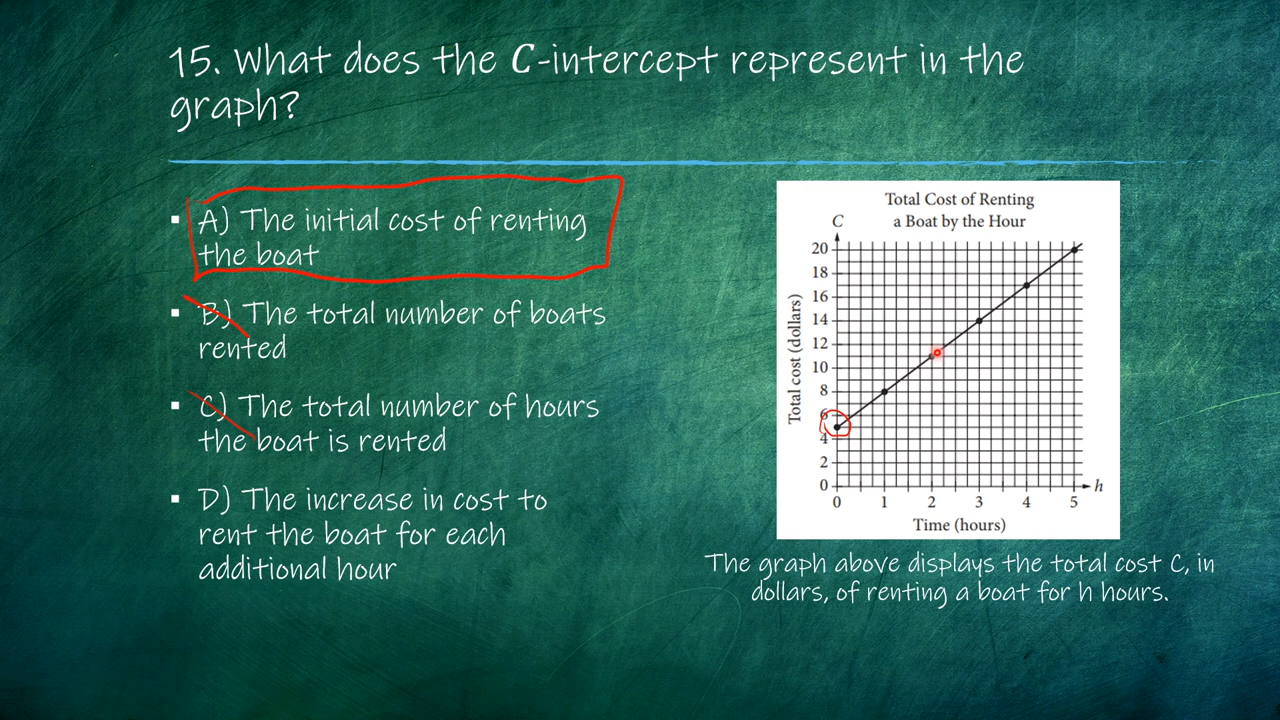 15. What does the C-intercept represent in the
graph?
▪ A) The initial cost of renting
the boat
▪ B) The total number of boats
rented
▪ C) The total number of hours
the boat is rented
▪ D) The increase in cost to
rent the boat for each
additional hour
Total Cost of Renting
a Boat by the Hour
C
Total cost (dollars)
20
18
16
14
12
10
8
6
4
2
0
h
0 1 2 3 4 5
Time (hours)
The graph above displays the total cost C, in
dollars, of renting a boat for h hours.